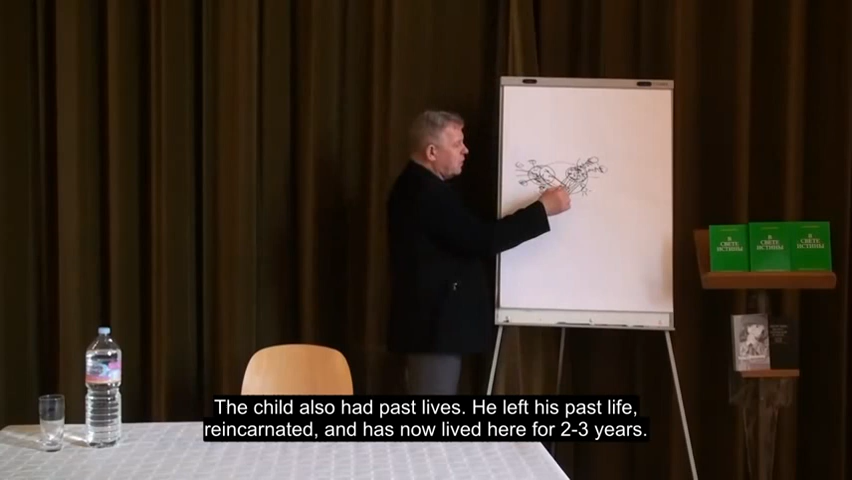 В
СВЕТЕ
ИСТИНЫ
В
СВЕТЕ
ИСТИНЫ
В
СВЕТЕ
ИСТИНЫ
The child also had past lives. He left his past life,
reincarnated, and has now lived here for 2-3 years.